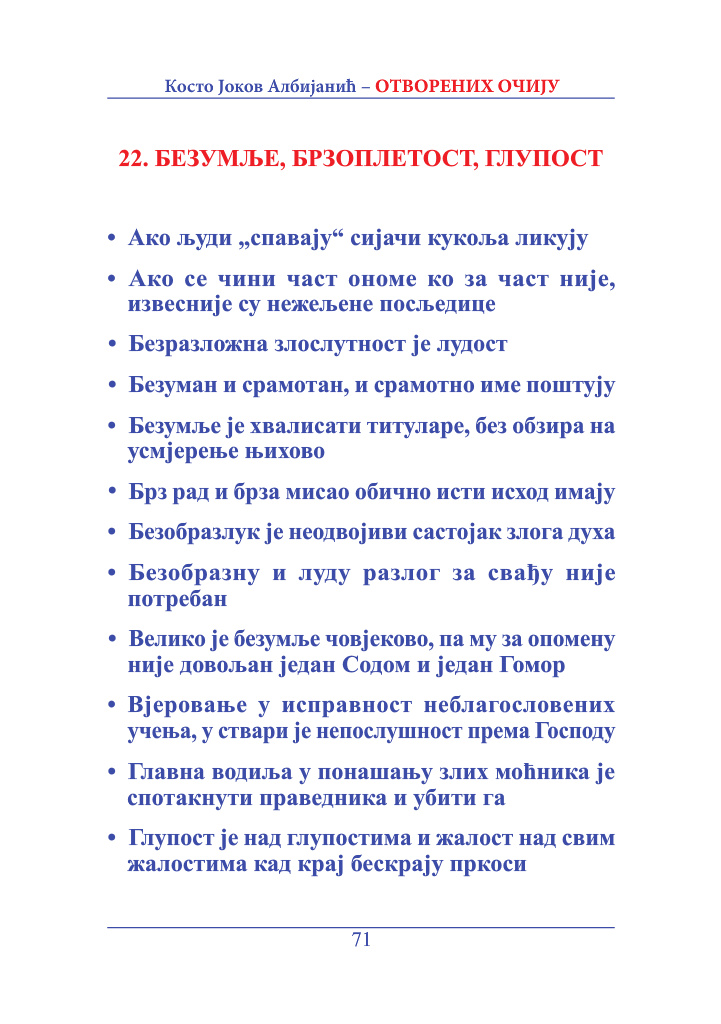 Косто Јоков Албијанић – ОТВОРЕНИХ ОЧИЈУ
22. БЕЗУМЉЕ, БРЗОПЛЕТОСТ, ГЛУПОСТ
• Ако људи „спавају“ сијачи кукоља ликују
• Ако се чини част ономе ко за част није,
извесније су нежељене посљедице
• Безразложна злослутност је лудост
• Безуман и срамотан, и срамотно име поштују
• Безумље је хвалисати титуларе, без обзира на
усмјерење њихово
• Брз рад и брза мисао обично исти исход имају
• Безобразлук је неодвојиви састојак злога духа
• Безобразну и луду разлог за свађу није
потребан
• Велико је безумље човјеково, па му за опомену
није довољан један Содом и један Гомор
• Вјеровање у исправност неблагословених
учења, у ствари је непослушност према Господу
• Главна водиља у понашању злих моћника је
спотакнути праведника и убити га
• Глупост је над глупостима и жалост над свим
жалостима кад крај бескрају пркоси
71